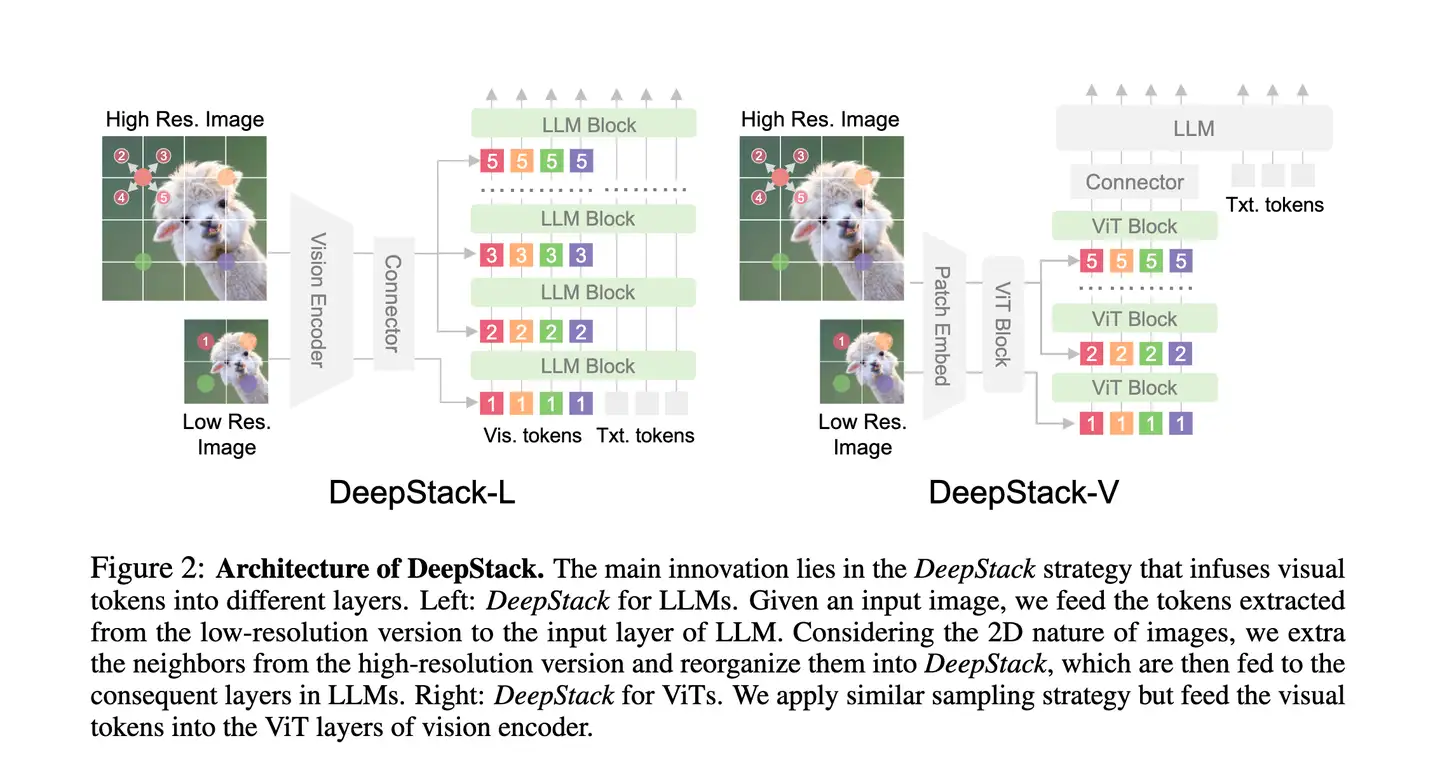 High Res. Image
2 3
4 5
1
Low Res.
Image
Vision Encoder
Connector
LLM Block
5 5 5 5
LLM Block
3 3 3 3
LLM Block
2 2 2 2
LLM Block
1 1 1 1
Vis. tokens Txt. tokens
DeepStack-L
High Res. Image
2 3
4 5
1
Low Res.
Image
Patch Embed
ViT Block
LLM
Connector
Txt. tokens
ViT Block
5 5 5 5
ViT Block
2 2 2 2
ViT Block
1 1 1 1
DeepStack-V
Figure 2: Architecture of DeepStack. The main innovation lies in the DeepStack strategy that infuses visual
tokens into different layers. Left: DeepStack for LLMs. Given an input image, we feed the tokens extracted
from the low-resolution version to the input layer of LLM. Considering the 2D nature of images, we extra
the neighbors from the high-resolution version and reorganize them into DeepStack, which are then fed to the
consequent layers in LLMs. Right: DeepStack for ViTs. We apply similar sampling strategy but feed the visual
tokens into the ViT layers of vision encoder.